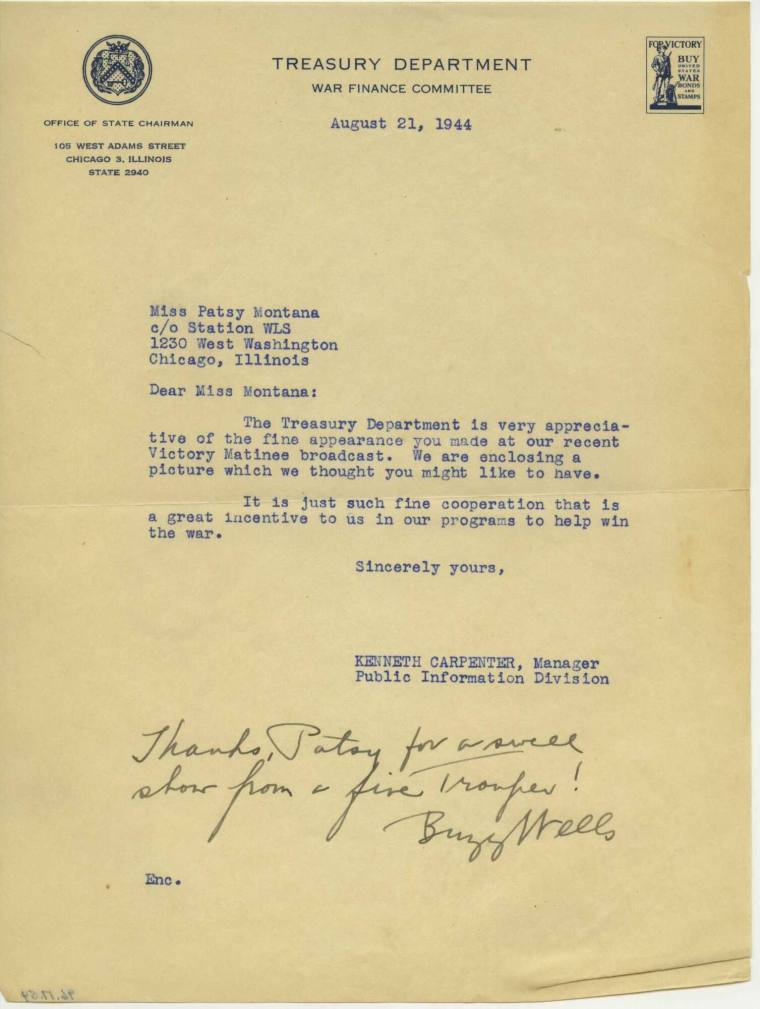 TREASURY DEPARTMENT
WAR FINANCE COMMITTEE
FOR VICTORY
BUY
UNITED
STATES
WAR
BONDS
AND
STAMPS
OFFICE OF STATE CHAIRMAN
105 WEST ADAMS STREET
CHICAGO 3, ILLINOIS
STATE 2940
August 21, 1944
Miss Patsy Montana
c/o Station WLS
1230 West Washington
Chicago, Illinois
Dear Miss Montana:
The Treasury Department is very apprecia-
tive of the fine appearance you made at our recent
Victory Matinee broadcast. We are enclosing a
picture which we thought you might like to have.
It is just such fine cooperation that is
a great incentive to us in our programs to help win
the war.
Sincerely yours,
KENNETH CARPENTER, Manager
Public Information Division
Thanks, Patsy for a swell
show from a fine trouper!
Buzz Wells
Enc.
96.17.54